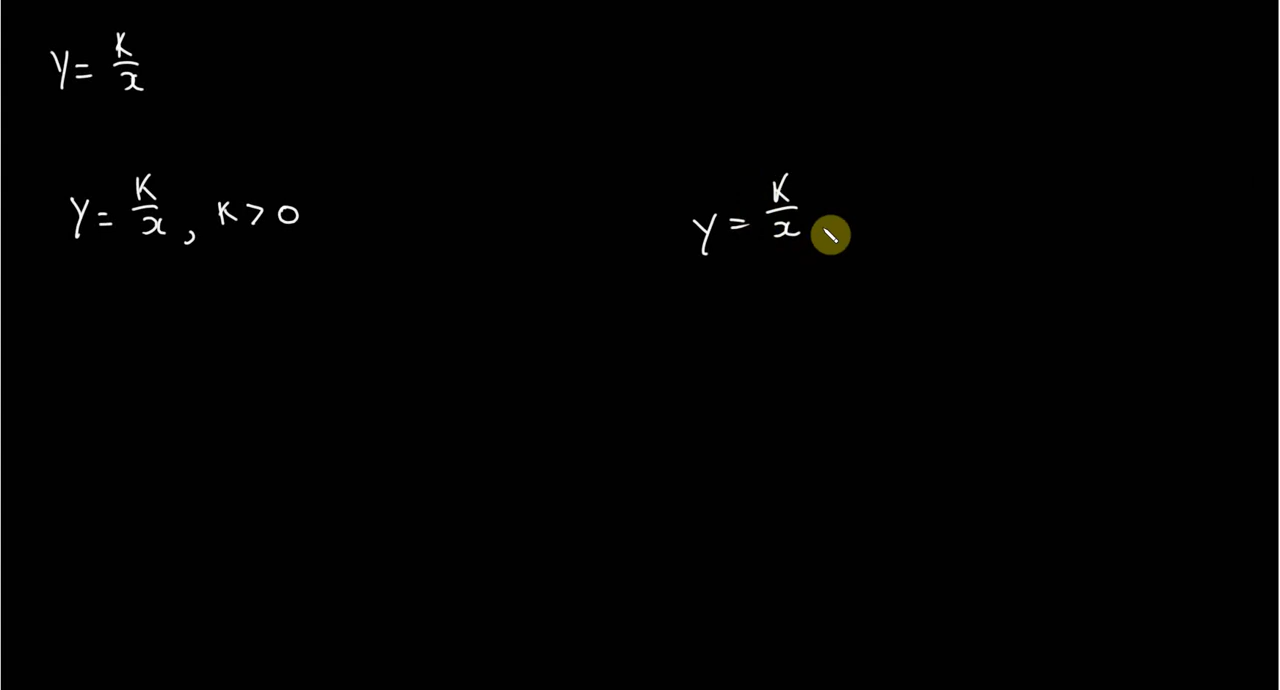 y = K/x
y = K/x , K > 0
y = K/x